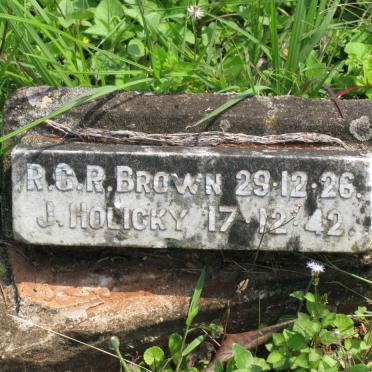 R.G.R. BROWN 29·12·26.
J. HOLICKY 17-12-42.